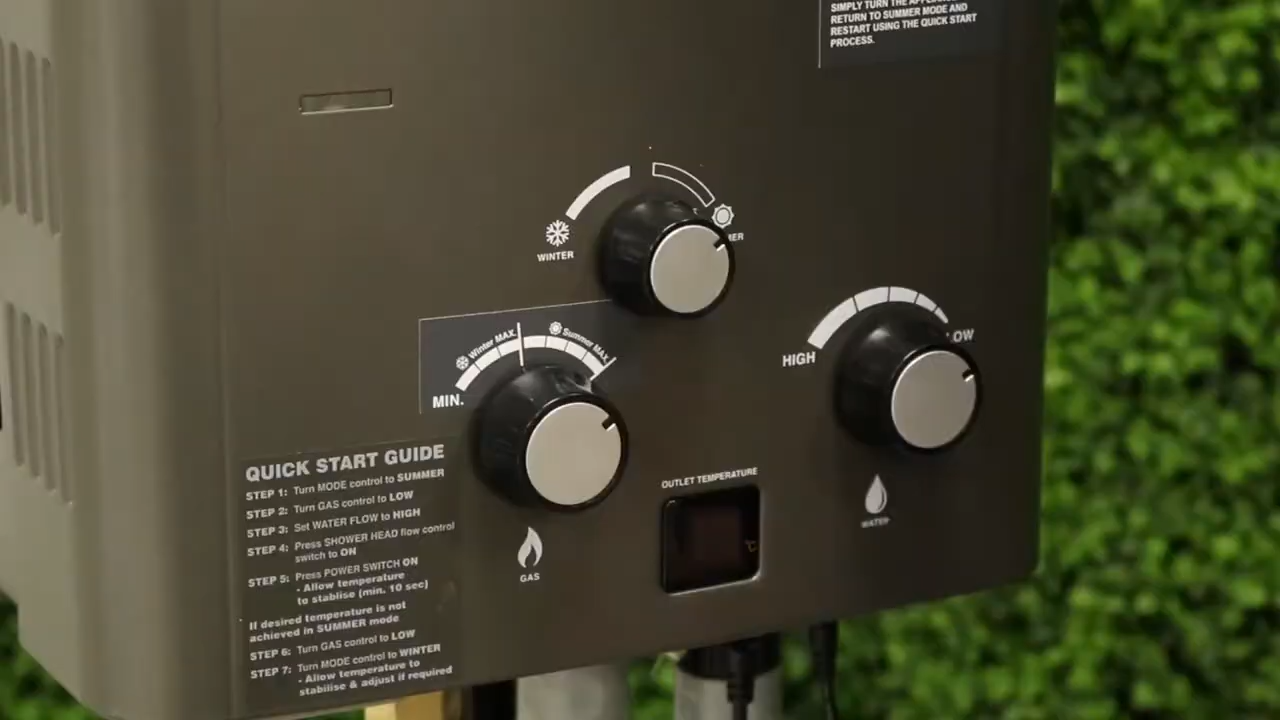 SIMPLY TURN THE
RETURN TO SUMMER MODE AND
RESTART USING THE QUICK START
PROCESS.
WINTER
MER
Winter MAX.
Summer MAX.
MIN.
HIGH
OW
QUICK START GUIDE
STEP 1: Turn MODE control to SUMMER
STEP 2: Turn GAS control to LOW
STEP 3: Set WATER FLOW to HIGH
STEP 4: Press SHOWER HEAD flow control
switch to ON
STEP 5: Press POWER SWITCH ON
- Allow temperature
to stablise (min. 10 sec)
If desired temperature is not
achieved in SUMMER mode
STEP 6: Turn GAS control to LOW
STEP 7: Turn MODE control to WINTER
- Allow temperature to
stabilise & adjust if required
GAS
OUTLET TEMPERATURE
°C
WATER